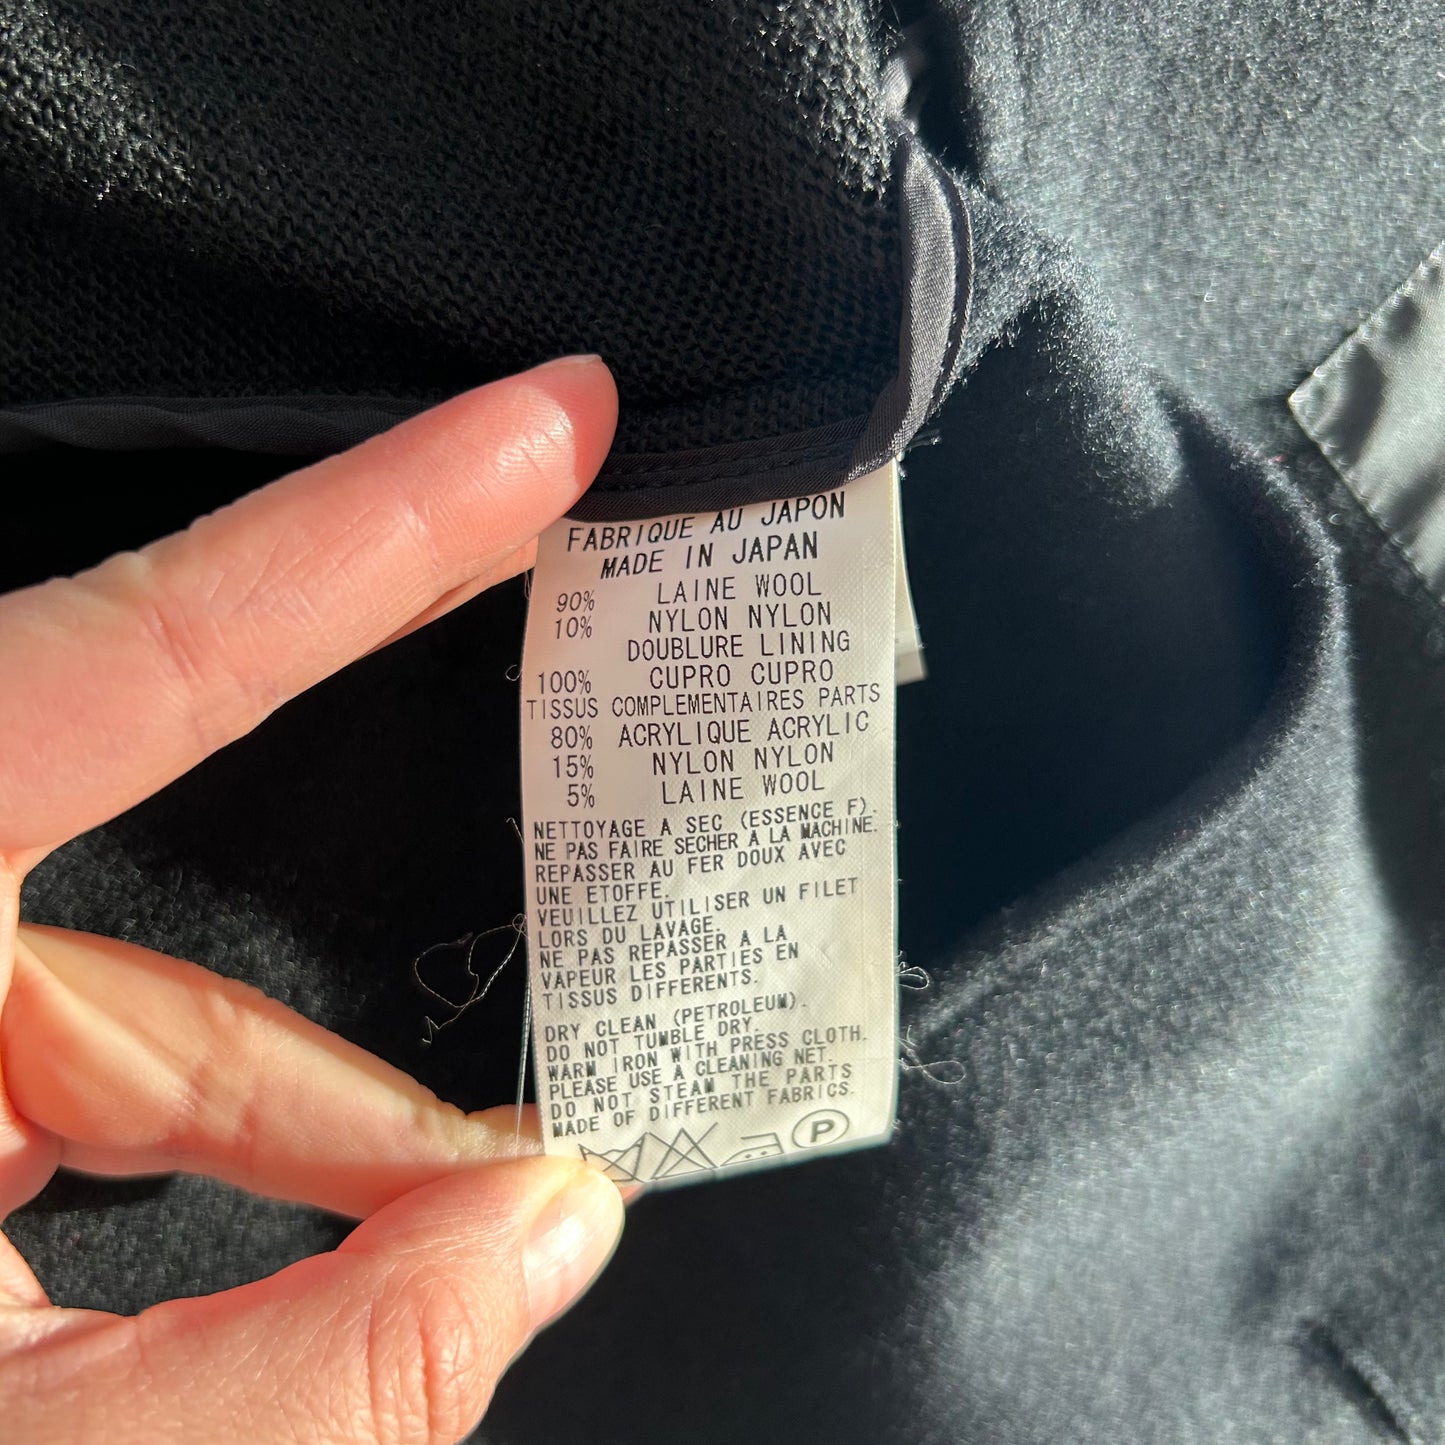 FABRIQUE AU JAPON
MADE IN JAPAN
90% LAINE WOOL
10% NYLON NYLON
DOUBLURE LINING
100% CUPRO CUPRO
TISSUS COMPLEMENTAIRES PARTS
80% ACRYLIQUE ACRYLIC
15% NYLON NYLON
5% LAINE WOOL
NETTOYAGE A SEC (ESSENCE F).
NE PAS FAIRE SECHER A LA MACHINE.
REPASSER AU FER DOUX AVEC
UNE ETOFFE.
VEUILLEZ UTILISER UN FILET
LORS DU LAVAGE.
NE PAS REPASSER A LA
VAPEUR LES PARTIES EN
TISSUS DIFFERENTS.
DRY CLEAN (PETROLEUM).
DO NOT TUMBLE DRY.
WARM IRON WITH PRESS CLOTH.
PLEASE USE A CLEANING NET.
DO NOT STEAM THE PARTS
MADE OF DIFFERENT FABRICS.
P